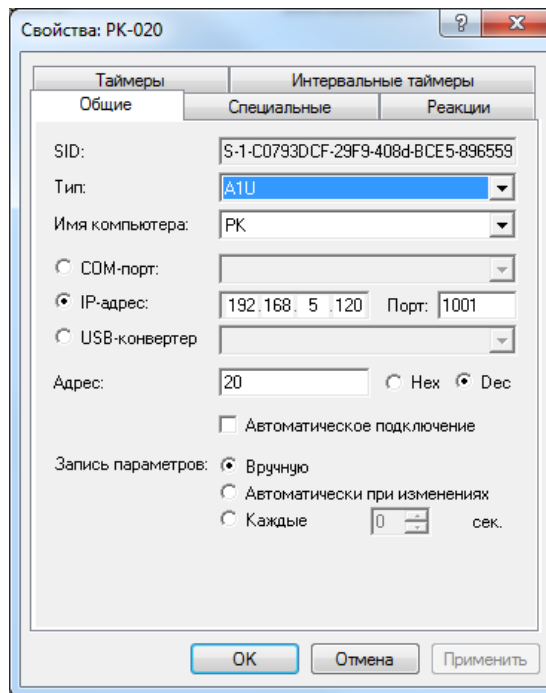 Свойства: PK-020
Таймеры Интервальные таймеры
Общие Специальные Реакции
SID: S-1-C0793DCF-29F9-408d-BCE5-896559
Тип: A1U
Имя компьютера: PK
COM-порт:
IP-адрес: 192.168. 5 .120 Порт: 1001
USB-конвертер
Адрес: 20 Hex Dec
Автоматическое подключение
Запись параметров: Вручную
Автоматически при изменениях
Каждые 0 сек.
OK Отмена Применить